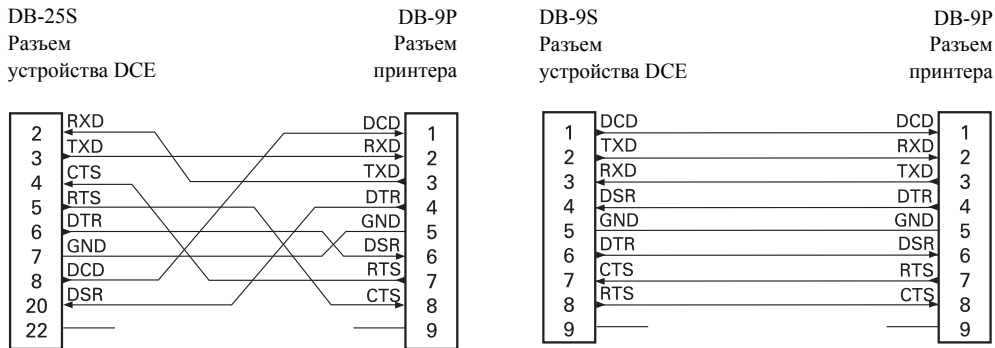 DB-25S
Разъем
устройства DCE
DB-9P
Разъем
принтера
2 RXD DCD 1
3 TXD RXD 2
4 CTS TXD 3
5 RTS DTR 4
6 DTR GND 5
7 GND DSR 6
8 DCD RTS 7
20 DSR CTS 8
22 9
DB-9S
Разъем
устройства DCE
DB-9P
Разъем
принтера
1 DCD DCD 1
2 TXD RXD 2
3 RXD TXD 3
4 DSR DTR 4
5 GND GND 5
6 DTR DSR 6
7 CTS RTS 7
8 RTS CTS 8
9 9